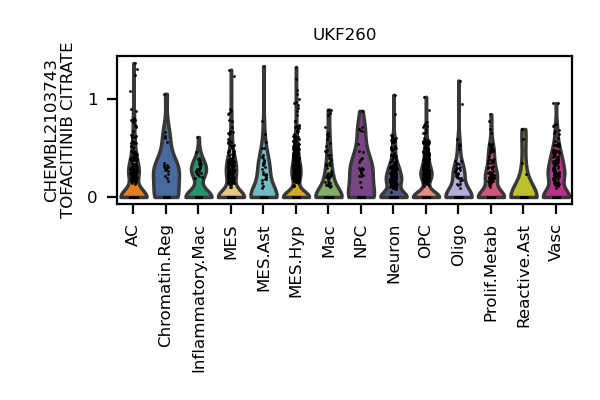 UKF260
CHEMBL2103743
TOFACITINIB CITRATE
1
0
AC
Chromatin.Reg
Inflammatory.Mac
MES
MES.Ast
MES.Hyp
Mac
NPC
Neuron
OPC
Oligo
Prolif.Metab
Reactive.Ast
Vasc